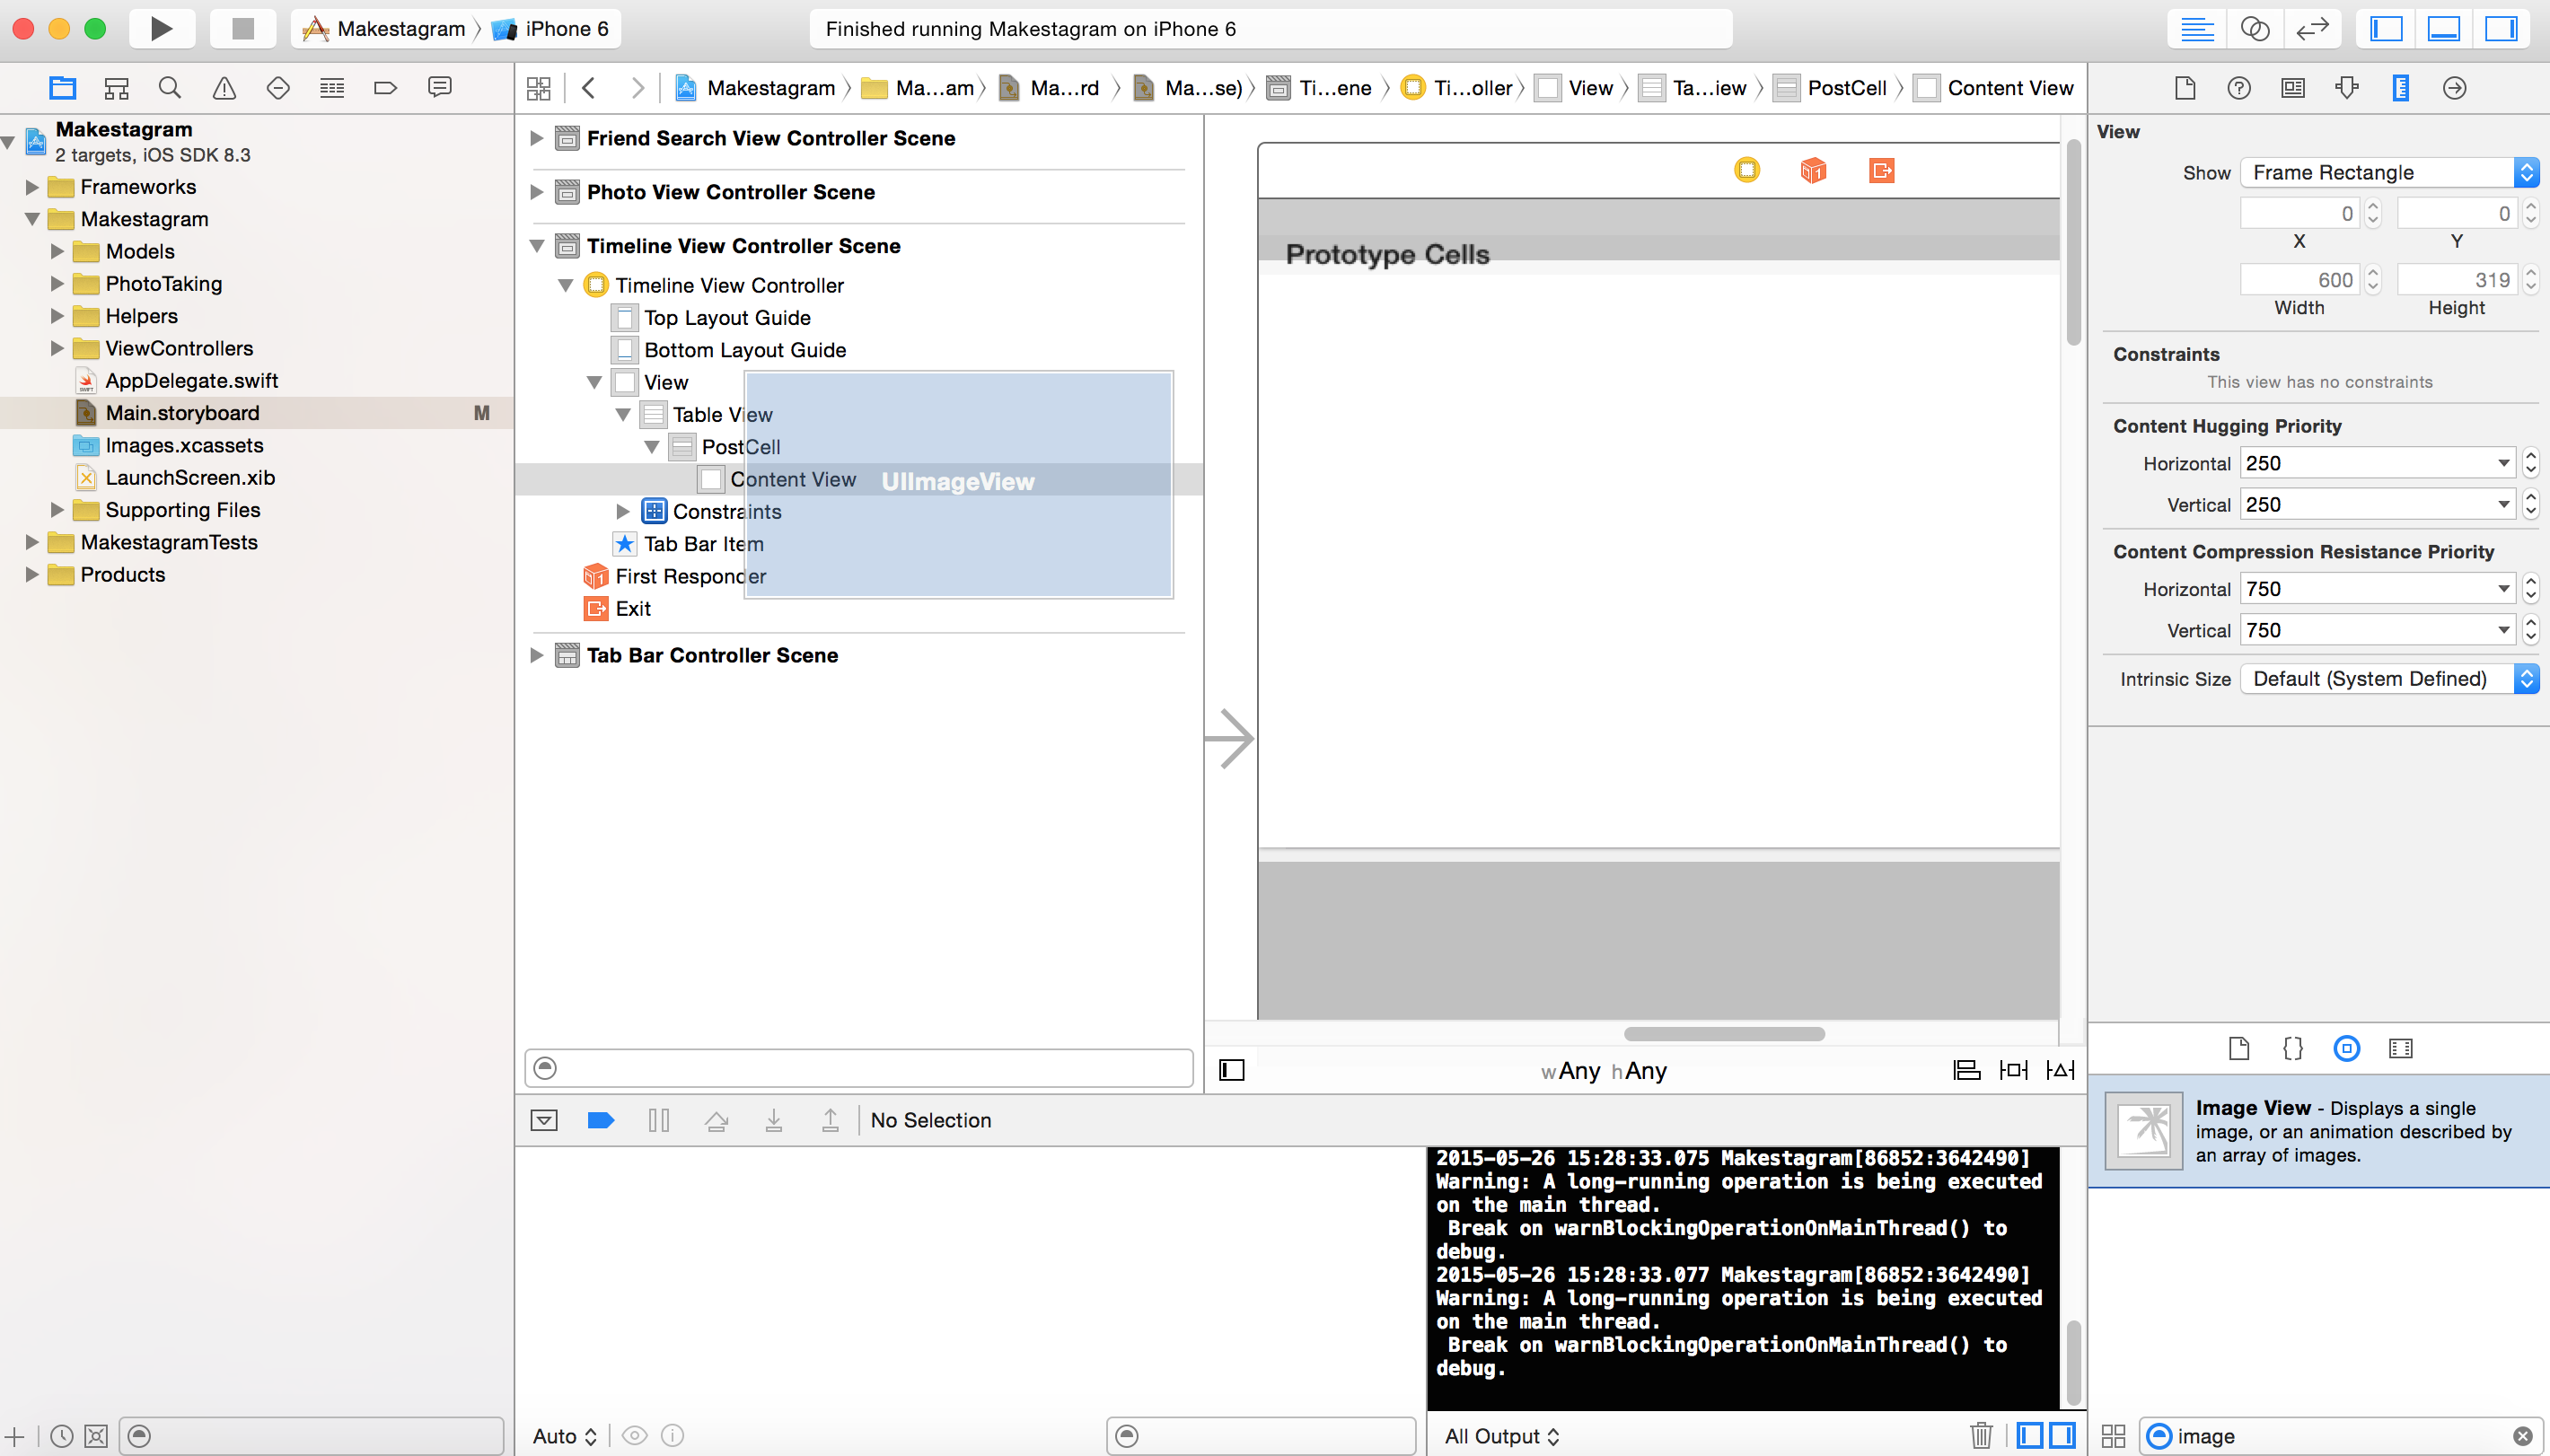 Makestagram 〉 iPhone 6
Finished running Makestagram on iPhone 6
Makestagram 〉 Ma...am 〉 Ma...rd 〉 Ma...se) 〉 Ti...ene 〉 Ti...oller 〉 View 〉 Ta...iew 〉 PostCell 〉 Content View
Makestagram
2 targets, iOS SDK 8.3
Frameworks
Makestagram
Models
PhotoTaking
Helpers
ViewControllers
AppDelegate.swift
Main.storyboard M
Images.xcassets
LaunchScreen.xib
Supporting Files
MakestagramTests
Products
Friend Search View Controller Scene
Photo View Controller Scene
Timeline View Controller Scene
Timeline View Controller
Top Layout Guide
Bottom Layout Guide
View
Table View
PostCell
Content View
UIImageView
Constraints
Tab Bar Item
First Responder
Exit
Tab Bar Controller Scene
Prototype Cells
wAny hAny
View
Show Frame Rectangle
0 0
X Y
600 319
Width Height
Constraints
This view has no constraints
Content Hugging Priority
Horizontal 250
Vertical 250
Content Compression Resistance Priority
Horizontal 750
Vertical 750
Intrinsic Size Default (System Defined)
Image View - Displays a single
image, or an animation described by
an array of images.
image
No Selection
2015-05-26 15:28:33.075 Makestagram[86852:3642490]
Warning: A long-running operation is being executed
on the main thread.
Break on warnBlockingOperationOnMainThread() to
debug.
2015-05-26 15:28:33.077 Makestagram[86852:3642490]
Warning: A long-running operation is being executed
on the main thread.
Break on warnBlockingOperationOnMainThread() to
debug.
Auto
All Output